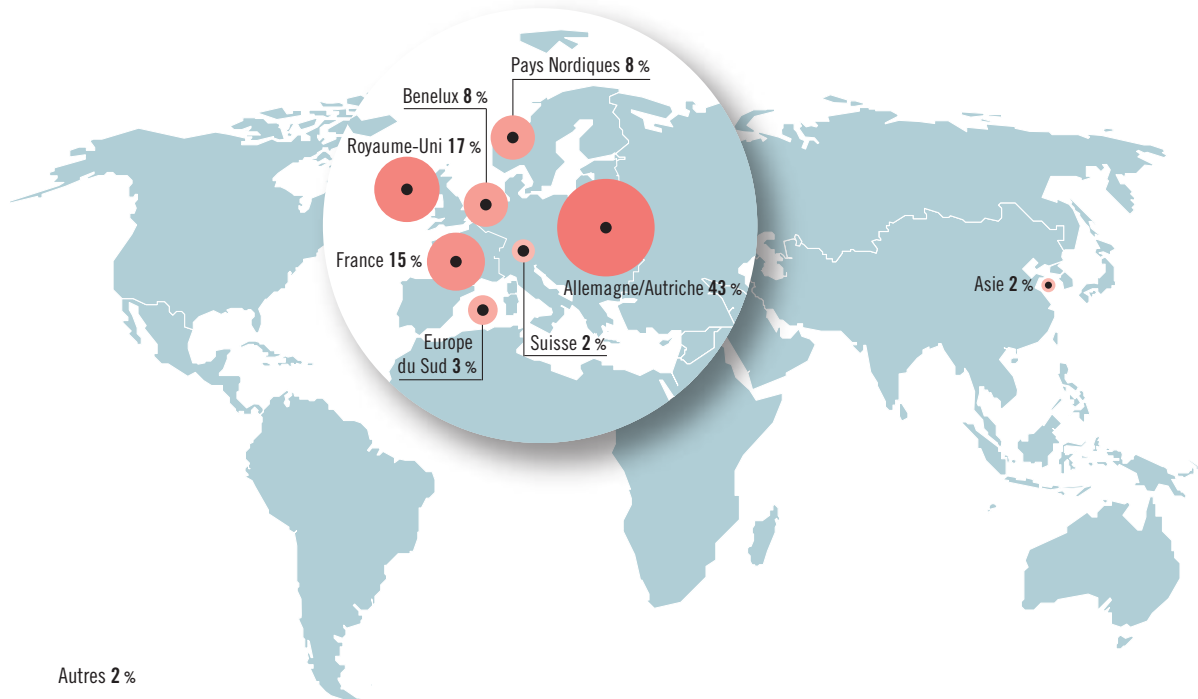 Pays Nordiques 8 %
Benelux 8 %
Royaume-Uni 17 %
France 15 %
Allemagne/Autriche 43 %
Asie 2 %
Europe
du Sud 3 %
Suisse 2 %
Autres 2 %